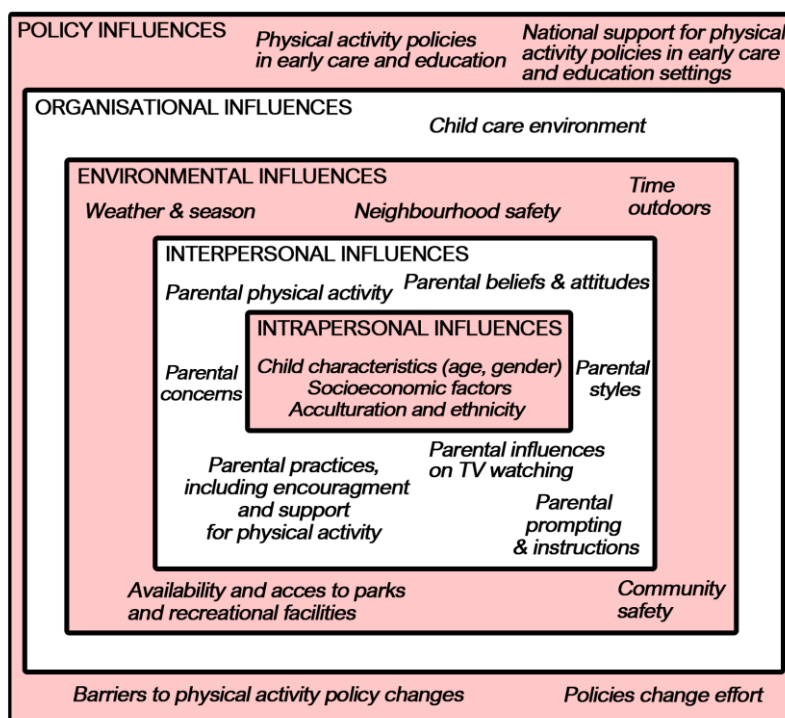 POLICY INFLUENCES
Physical activity policies
in early care and education
National support for physical
activity policies in early care
and education settings
ORGANISATIONAL INFLUENCES
Child care environment
ENVIRONMENTAL INFLUENCES
Weather & season
Neighbourhood safety
Time
outdoors
INTERPERSONAL INFLUENCES
Parental physical activity
Parental beliefs & attitudes
INTRAPERSONAL INFLUENCES
Child characteristics (age, gender)
Socioeconomic factors
Acculturation and ethnicity
Parental
concerns
Parental
styles
Parental practices,
including encouragment
and support
for physical activity
Parental influences
on TV watching
Parental
prompting
& instructions
Availability and acces to parks
and recreational facilities
Community
safety
Barriers to physical activity policy changes
Policies change effort